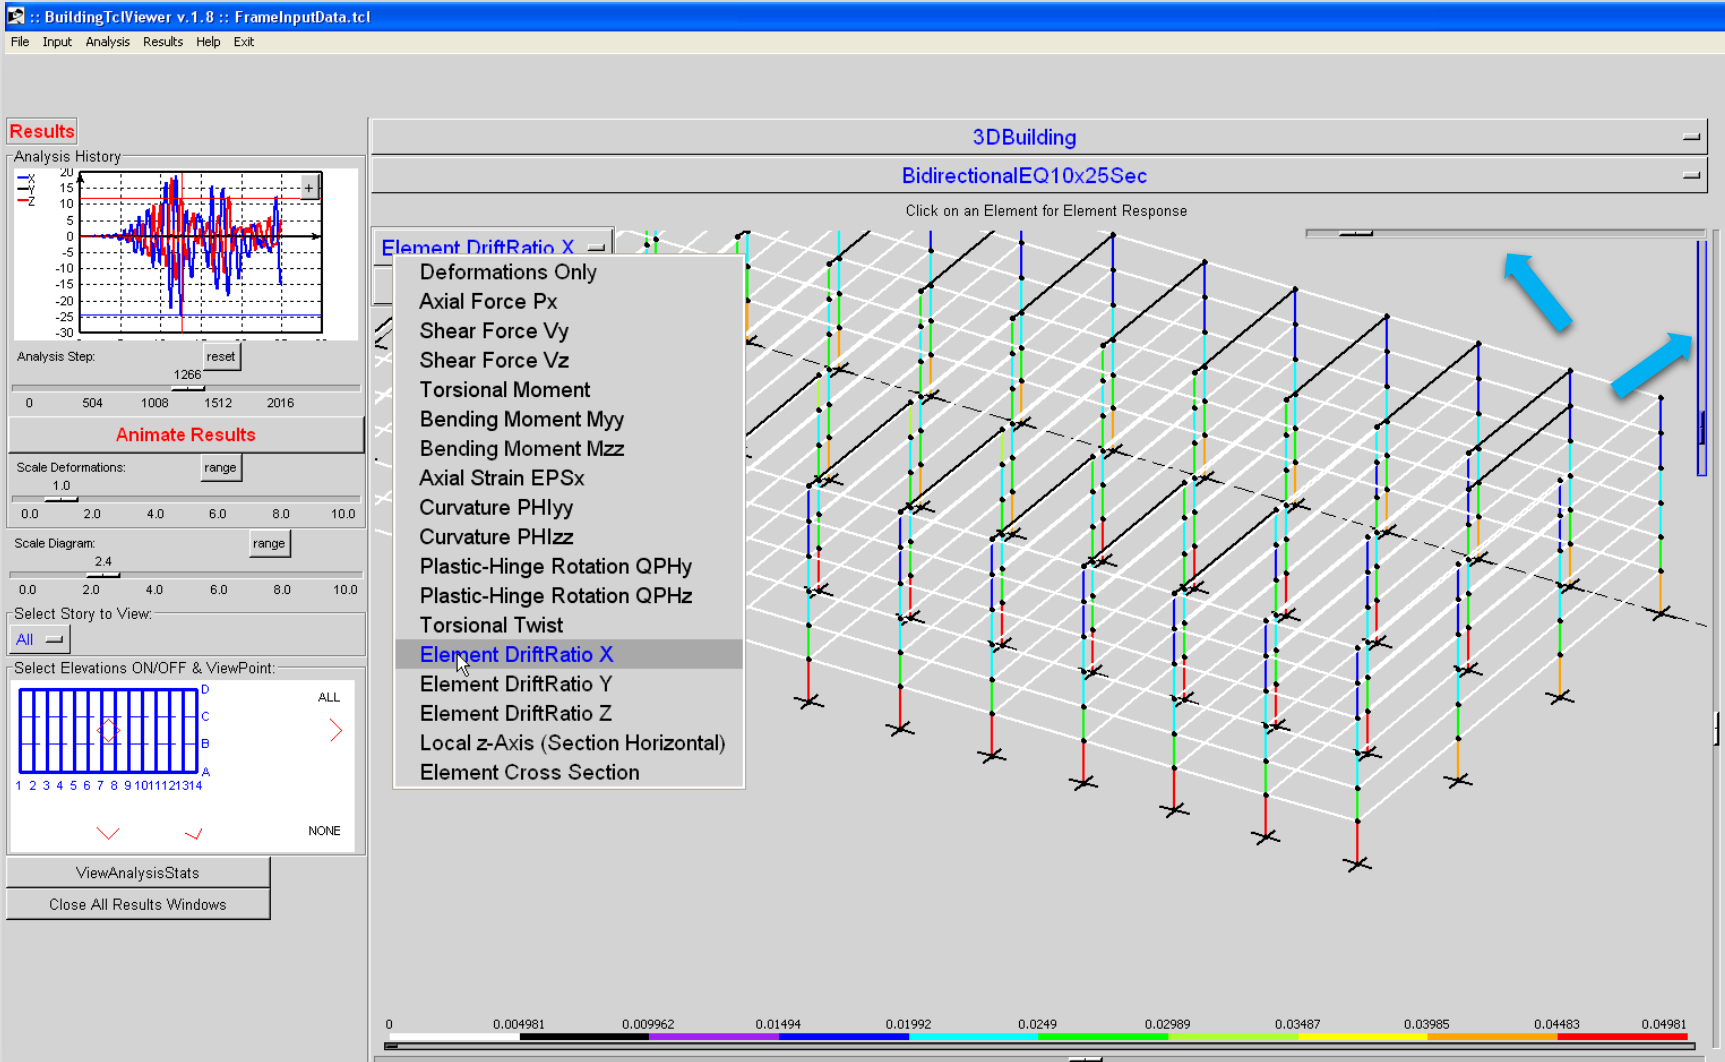 :: BuildingTclViewer v.1.8 :: FrameInputData.tcl
File Input Analysis Results Help Exit
Results
3DBuilding
BidirectionalEQ10x25Sec
Click on an Element for Element Response
Analysis History
X
Y
Z
20
15
10
5
0
-5
-10
-15
-20
-25
-30
+
Analysis Step:
reset
1266
0 504 1008 1512 2016
Animate Results
Scale Deformations:
range
1.0
0.0 2.0 4.0 6.0 8.0 10.0
Scale Diagram:
range
2.4
0.0 2.0 4.0 6.0 8.0 10.0
Select Story to View:
All
Select Elevations ON/OFF & ViewPoint:
D
C
B
A
1 2 3 4 5 6 7 8 9 10 11 12 13 14
ALL
NONE
ViewAnalysisStats
Close All Results Windows
Element DriftRatio X
Deformations Only
Axial Force Px
Shear Force Vy
Shear Force Vz
Torsional Moment
Bending Moment Myy
Bending Moment Mzz
Axial Strain EPSx
Curvature PHIyy
Curvature PHIzz
Plastic-Hinge Rotation QPHy
Plastic-Hinge Rotation QPHz
Torsional Twist
Element DriftRatio X
Element DriftRatio Y
Element DriftRatio Z
Local z-Axis (Section Horizontal)
Element Cross Section
0 0.004981 0.009962 0.01494 0.01992 0.0249 0.02989 0.03487 0.03985 0.04483 0.04981